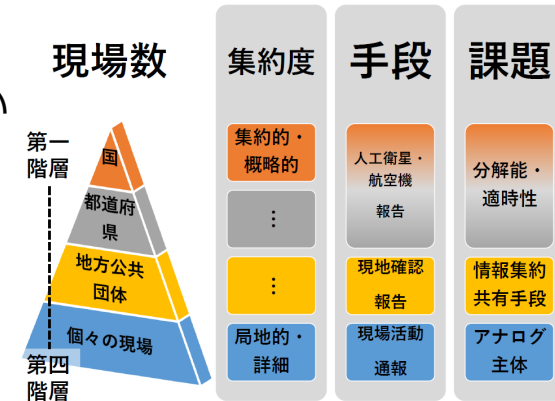 現場数
集約度
手段
課題
第一
階層
国
都道府
県
地方公共
団体
個々の現場
第四
階層
集約的・
概略的
⋮
⋮
局地的・
詳細
人工衛星・
航空機
報告
現地確認
報告
現場活動
通報
分解能・
適時性
情報集約
共有手段
アナログ
主体